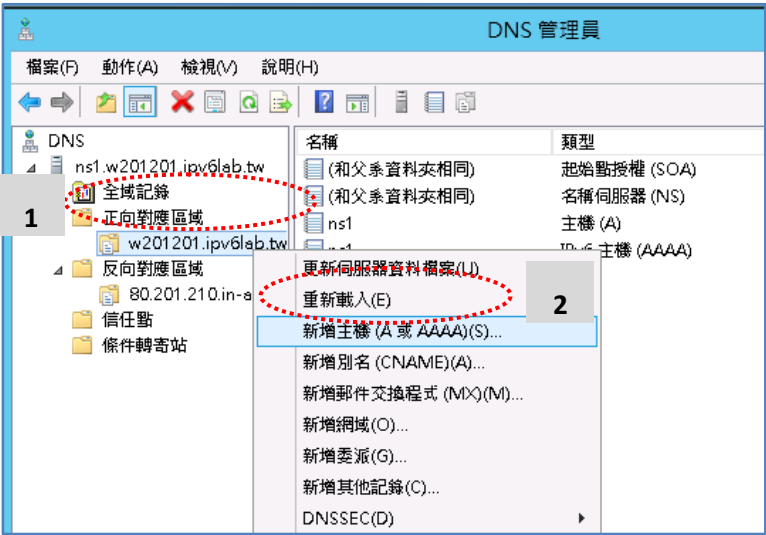 DNS 管理員
檔案(F) 動作(A) 檢視(V) 說明(H)
DNS
ns1.w201201.ipv6lab.tw
全域記錄
正向對應區域
w201201.ipv6lab.tw
反向對應區域
80.201.210.in-a
信任點
條件轉寄站
名稱 類型
(和父系資料夾相同) 起始點授權 (SOA)
(和父系資料夾相同) 名稱伺服器 (NS)
ns1 主機 (A)
ns1 IPv6 主機 (AAAA)
更新伺服器資料檔案(U)
重新載入(E)
新增主機 (A 或 AAAA)(S)...
新增別名 (CNAME)(A)...
新增郵件交換程式 (MX)(M)...
新增網域(O)...
新增委派(G)...
新增其他記錄(C)...
DNSSEC(D)
1
2